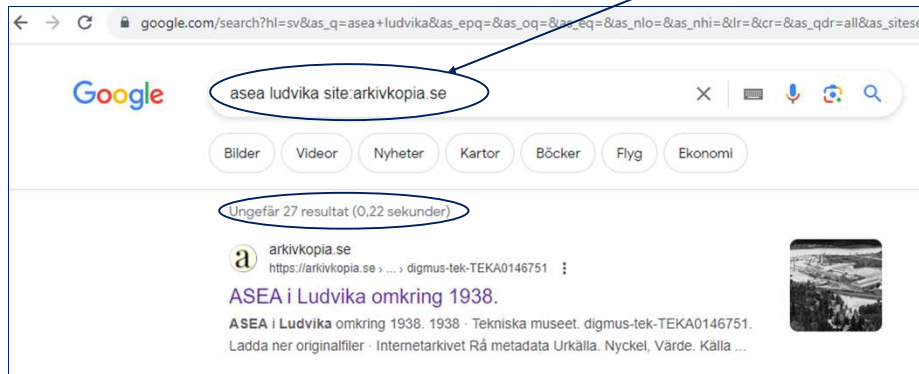 google.com/search?hl=sv&as_q=asea+ludvika&as_epq=&as_oq=&as_eq=&as_nlo=&as_nhi=&lr=&cr=&as_qdr=all&as_sitese
Google
asea ludvika site:arkivkopia.se
Bilder Videor Nyheter Kartor Böcker Flyg Ekonomi
Ungefär 27 resultat (0,22 sekunder)
a arkivkopia.se
https://arkivkopia.se › ... › digmus-tek-TEKA0146751
ASEA i Ludvika omkring 1938.
ASEA i Ludvika omkring 1938. 1938 · Tekniska museet. digmus-tek-TEKA0146751.
Ladda ner originalfiler · Internetarkivet Rå metadata Urkälla. Nyckel, Värde. Källa ...